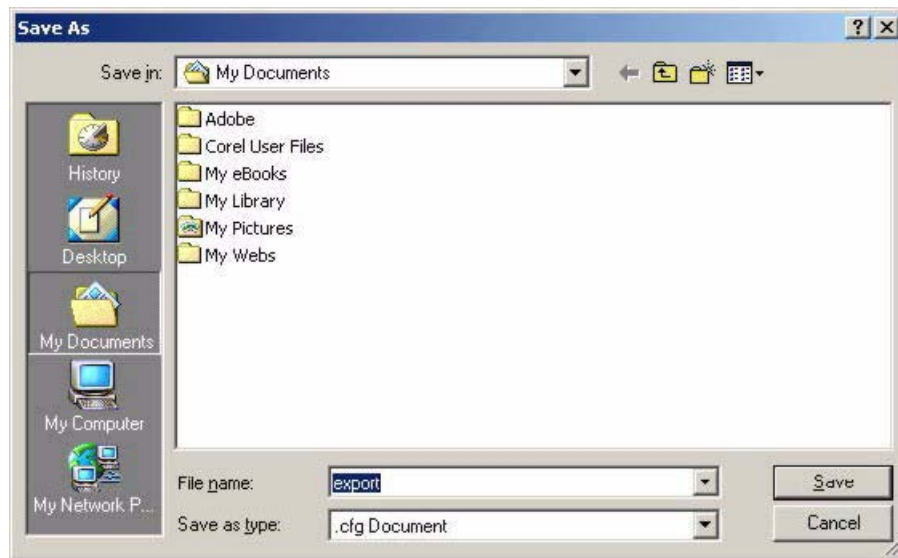 Save As
Save in:
My Documents
History
Desktop
My Documents
My Computer
My Network P...
Adobe
Corel User Files
My eBooks
My Library
My Pictures
My Webs
File name:
export
Save
Save as type:
.cfg Document
Cancel